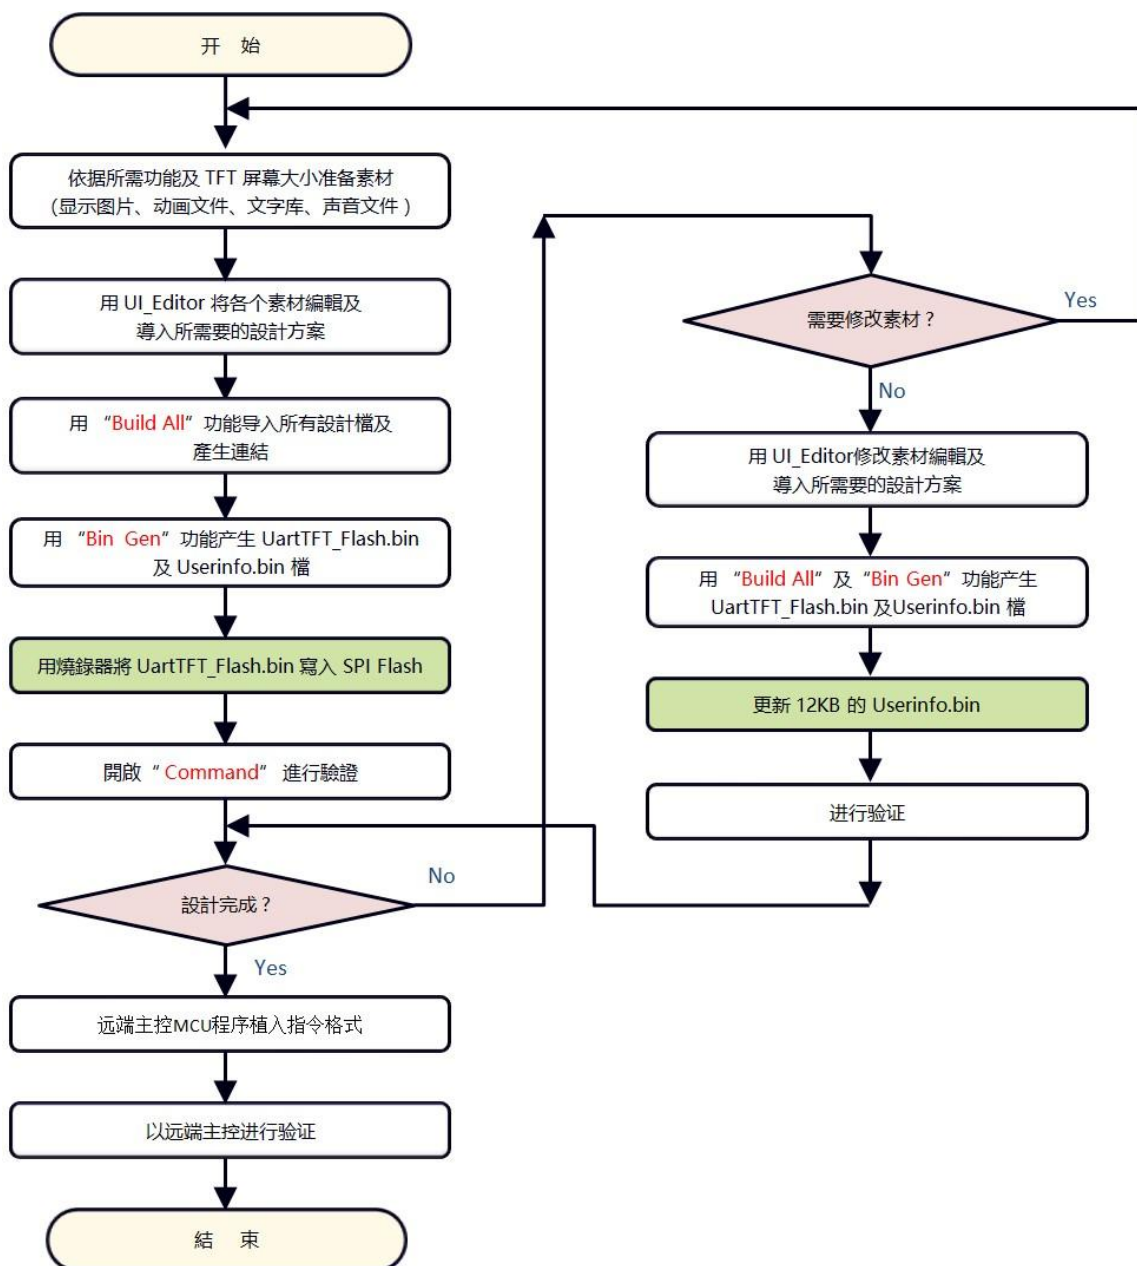 开 始
依据所需功能及 TFT 屏幕大小准备素材
(显示图片、动画文件、文字库、声音文件 )
用 UI_Editor 将各个素材编輯及
導入所需要的設計方案
用 “Build All” 功能导入所有設計檔及
產生連結
用 “Bin Gen” 功能产生 UartTFT_Flash.bin
及 Userinfo.bin 檔
用燒錄器將 UartTFT_Flash.bin 寫入 SPI Flash
開啟 “ Command” 進行驗證
設計完成 ?
No
Yes
远端主控MCU程序植入指令格式
以远端主控进行验证
結 束
需要修改素材 ?
Yes
No
用 UI_Editor修改素材編輯及
導入所需要的設計方案
用 “Build All” 及 “Bin Gen” 功能产生
UartTFT_Flash.bin 及Userinfo.bin 檔
更新 12KB 的 Userinfo.bin
进行验证